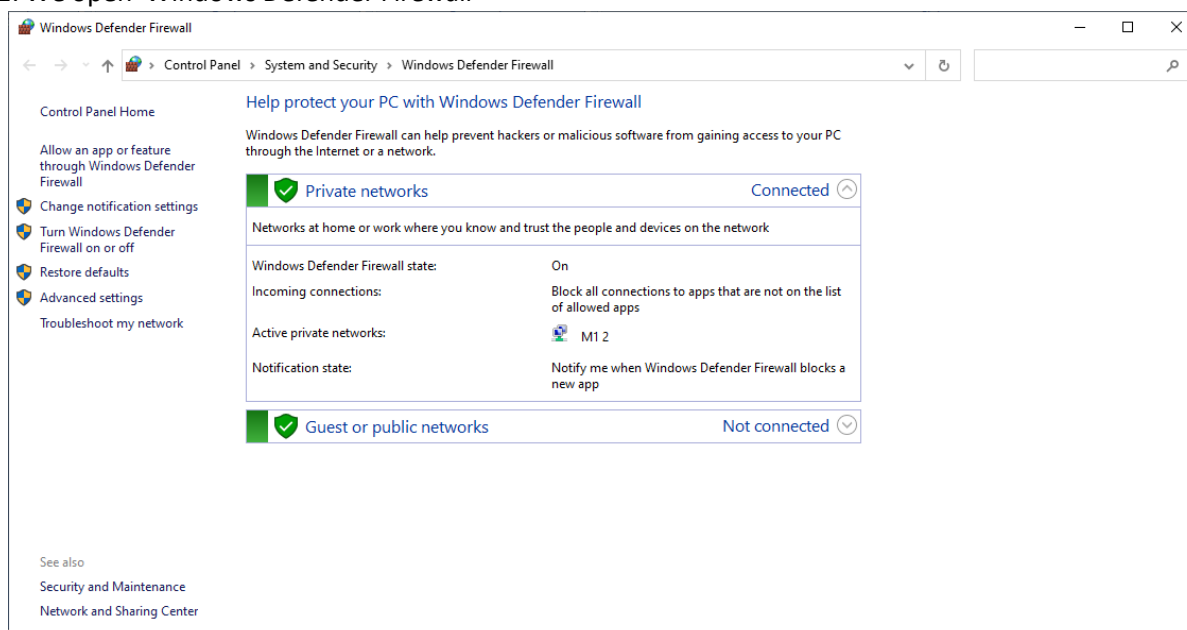 We open Windows Defender Firewall
Windows Defender Firewall
Control Panel > System and Security > Windows Defender Firewall
Control Panel Home
Allow an app or feature
through Windows Defender
Firewall
Change notification settings
Turn Windows Defender
Firewall on or off
Restore defaults
Advanced settings
Troubleshoot my network
Help protect your PC with Windows Defender Firewall
Windows Defender Firewall can help prevent hackers or malicious software from gaining access to your PC
through the Internet or a network.
Private networks Connected
Networks at home or work where you know and trust the people and devices on the network
Windows Defender Firewall state: On
Incoming connections: Block all connections to apps that are not on the list
of allowed apps
Active private networks: M1 2
Notification state: Notify me when Windows Defender Firewall blocks a
new app
Guest or public networks Not connected
See also
Security and Maintenance
Network and Sharing Center